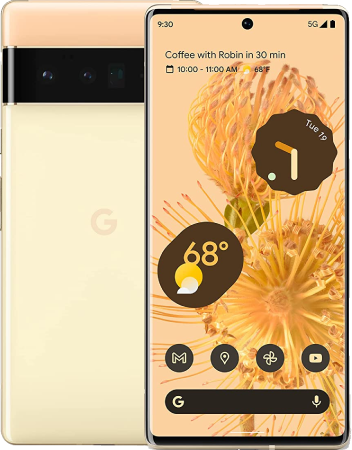 9:30
5G
Coffee with Robin in 30 min
10:00 - 11:00 AM 68°F
Tue 19
68°
G
G